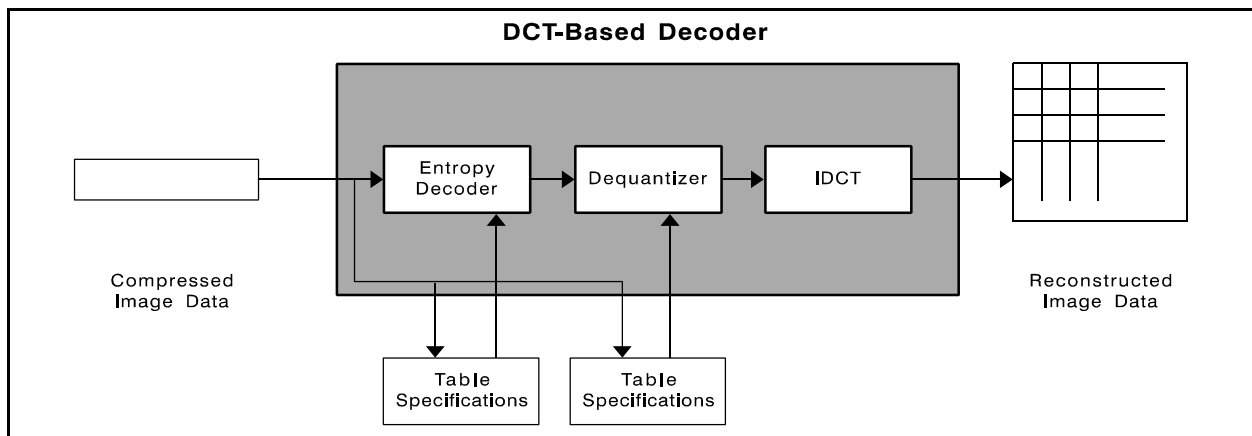 DCT-Based Decoder
Entropy
Decoder
Dequantizer
IDCT
Compressed
Image Data
Reconstructed
Image Data
Table
Specifications
Table
Specifications